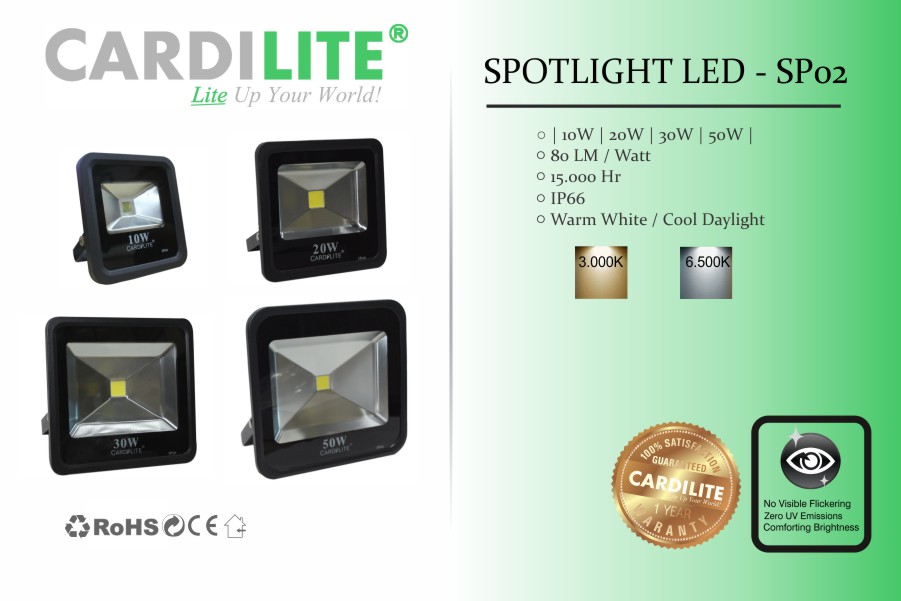 CARDILITE®
Lite Up Your World!
10W
CARDILITE
20W
CARDILITE
30W
CARDILITE
50W
CARDILITE
RoHS CE
SPOTLIGHT LED - SP02
| 10W | 20W | 30W | 50W |
80 LM / Watt
15.000 Hr
IP66
Warm White / Cool Daylight
3.000K
6.500K
100% SATISFACTION
GUARANTEED
CARDILITE
Up Your World!
1 YEAR
WARANTY
No Visible Flickering
Zero UV Emissions
Comforting Brightness